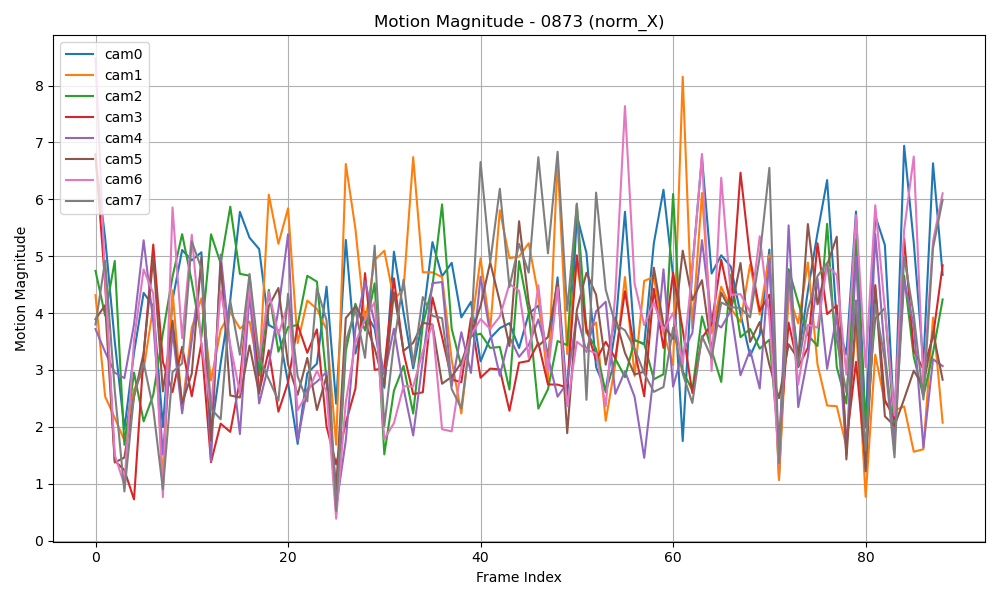 Motion Magnitude - 0873 (norm_X)
cam0
cam1
cam2
cam3
cam4
cam5
cam6
cam7
Motion Magnitude
8
7
6
5
4
3
2
1
0
0 20 40 60 80
Frame Index